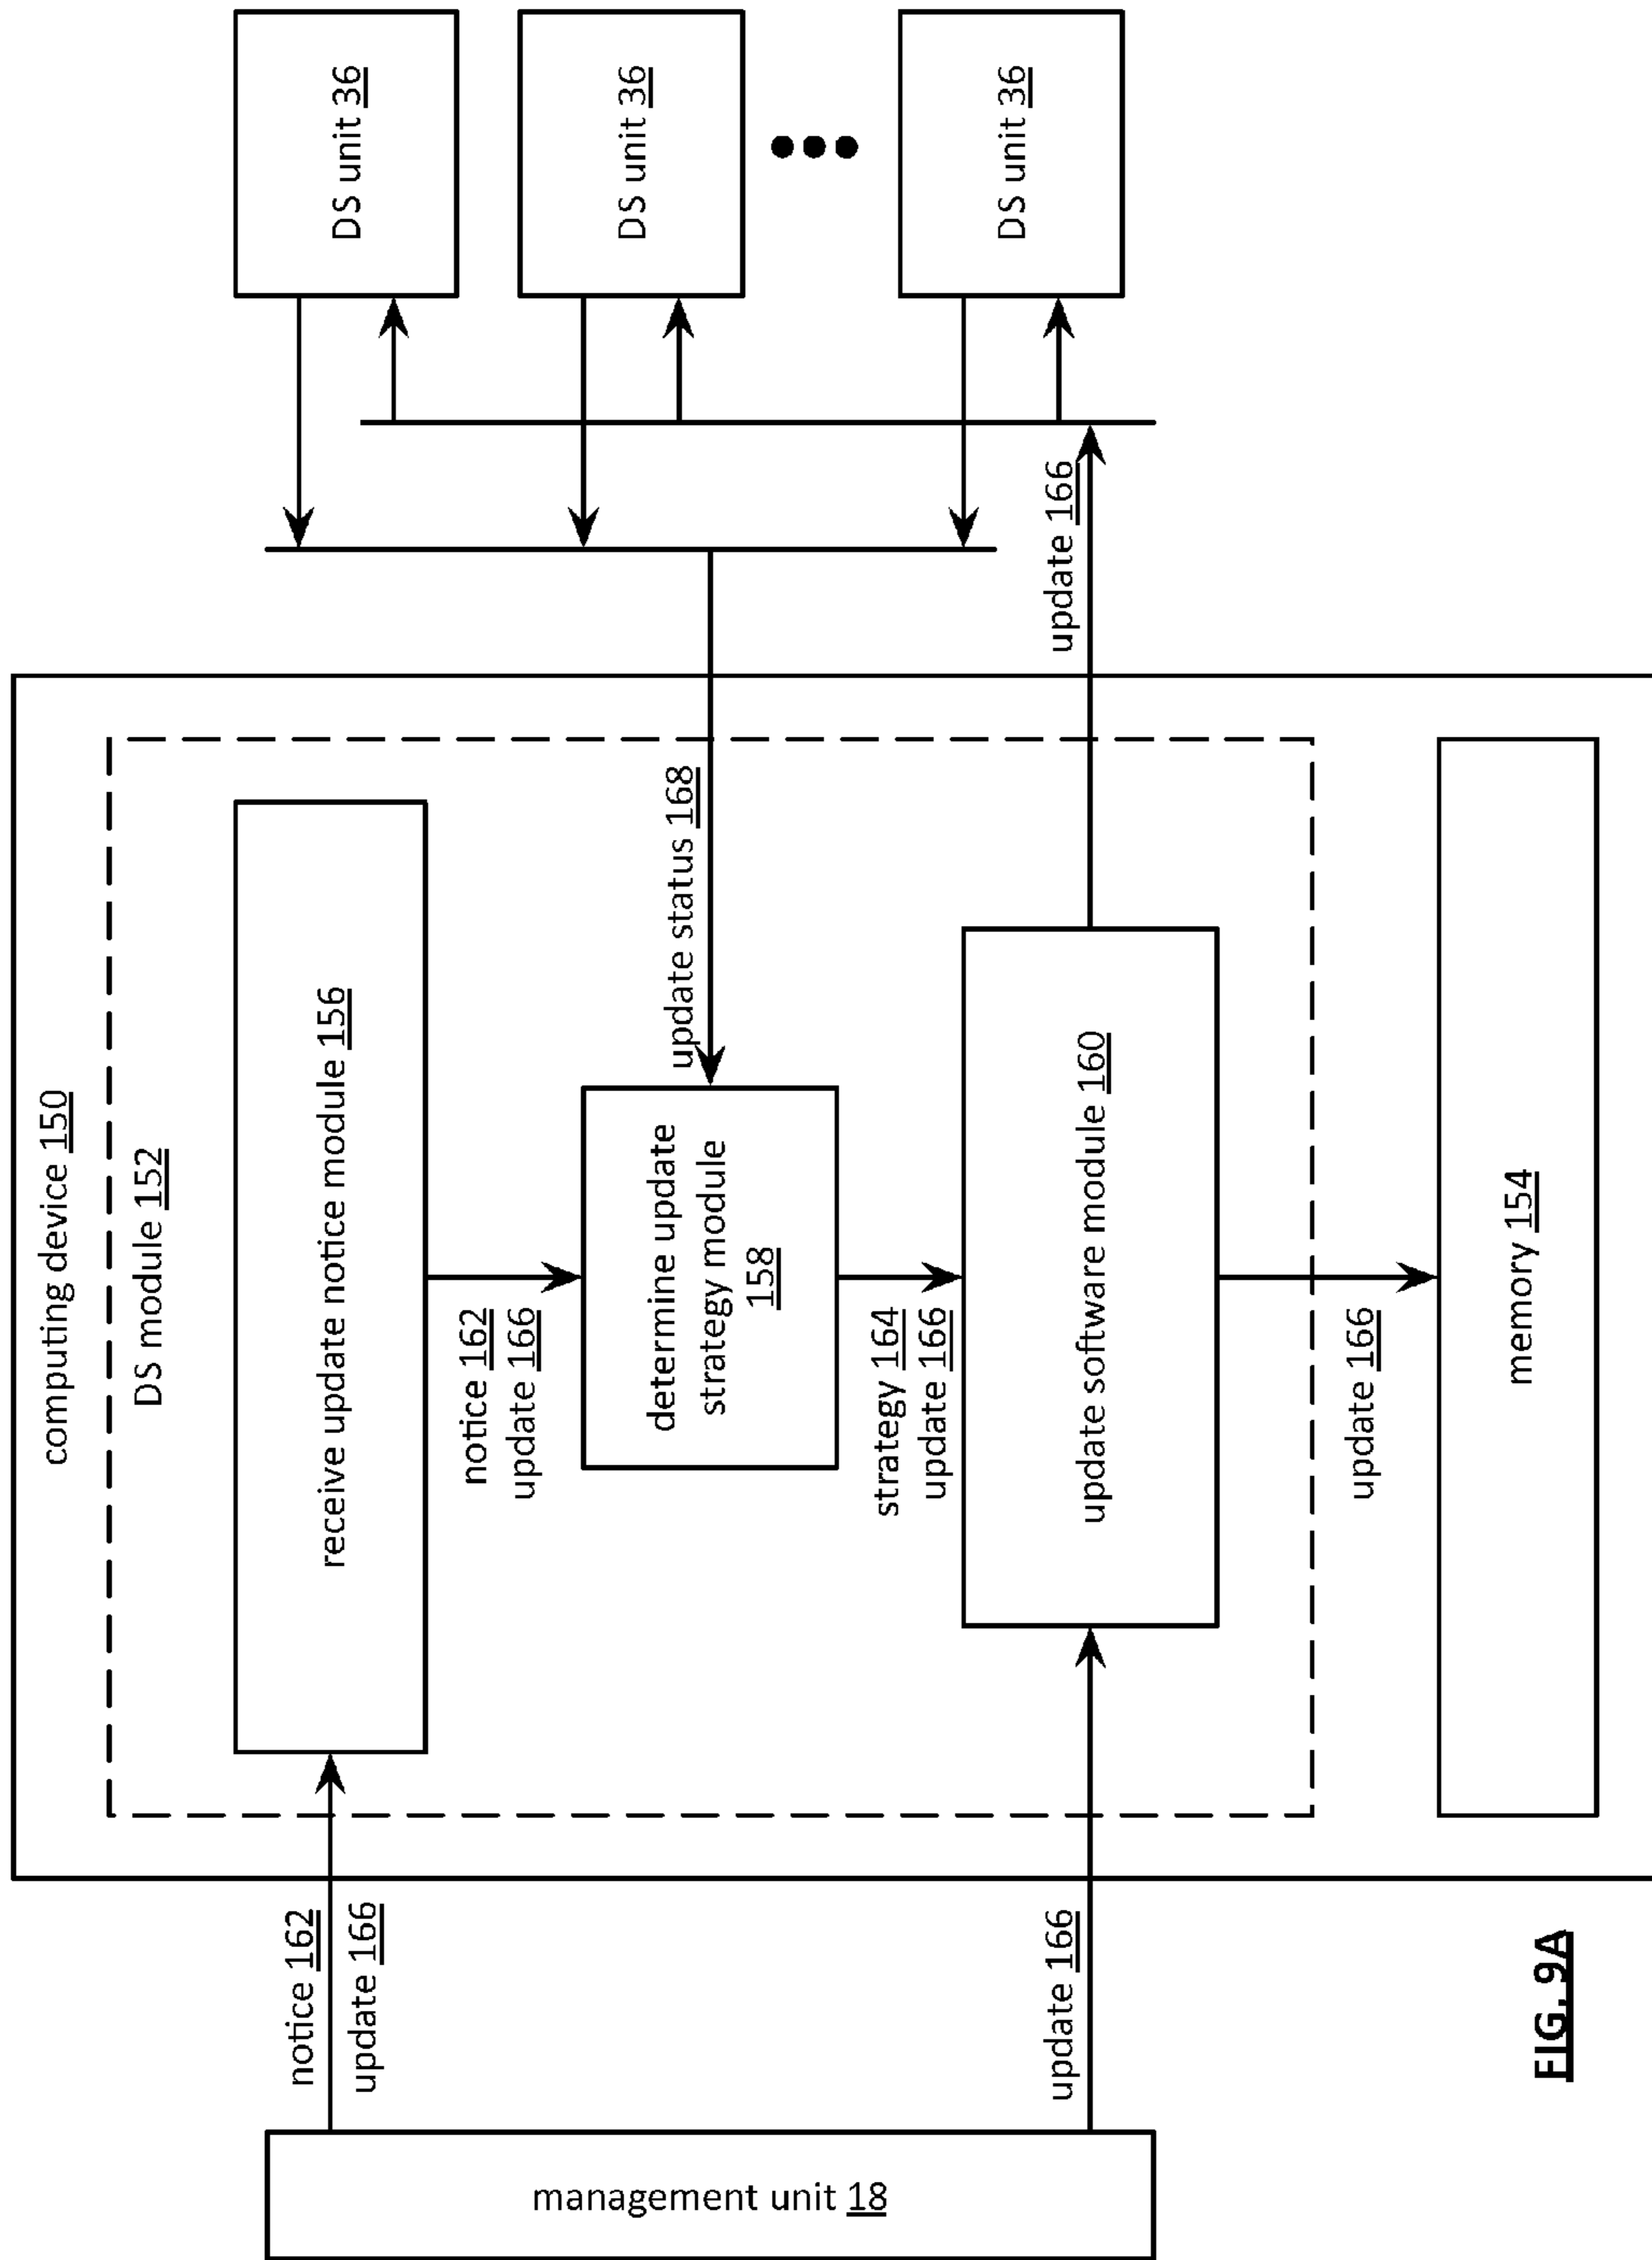 computing device 150
DS module 152
notice 162
update 166
receive update notice module 156
DS unit 36
notice 162
update 166
update status 168
DS unit 36
determine update
strategy module
158
management unit 18
strategy 164
update 166
update 166
update software module 160
update 166
DS unit 36
update 166
memory 154
FIG. 9A